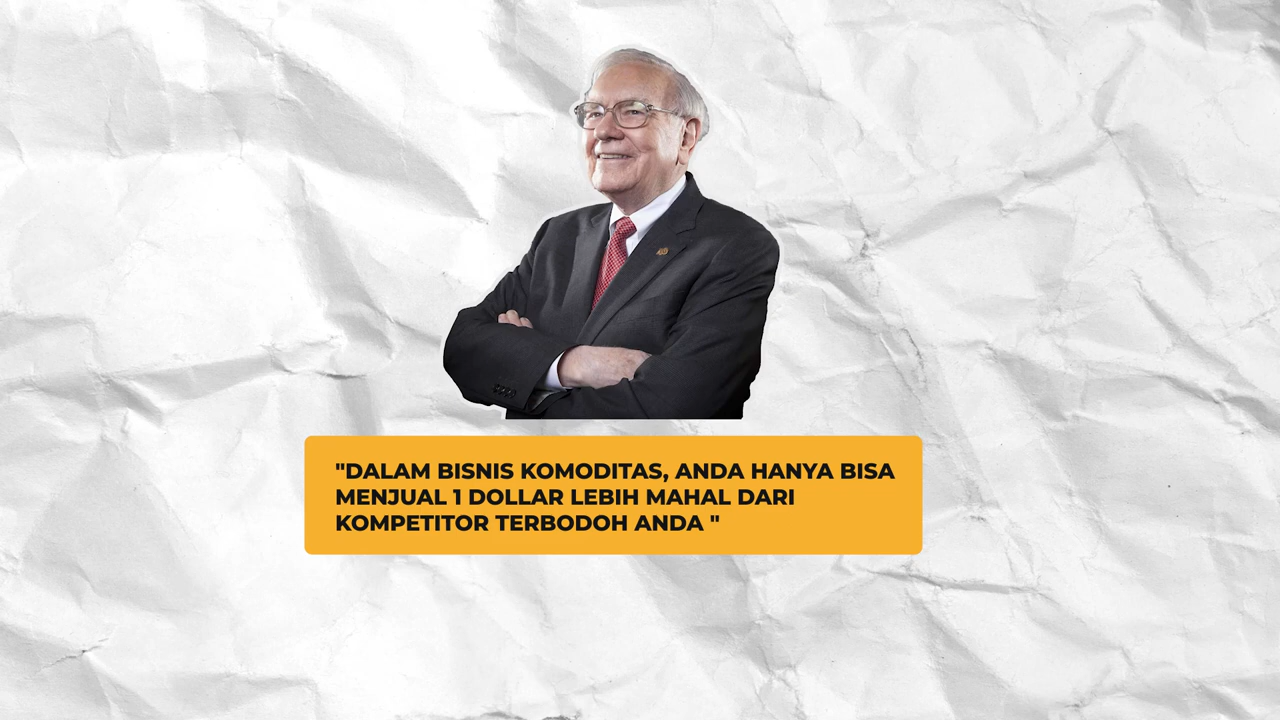 "DALAM BISNIS KOMODITAS, ANDA HANYA BISA
MENJUAL 1 DOLLAR LEBIH MAHAL DARI
KOMPETITOR TERBODOH ANDA "